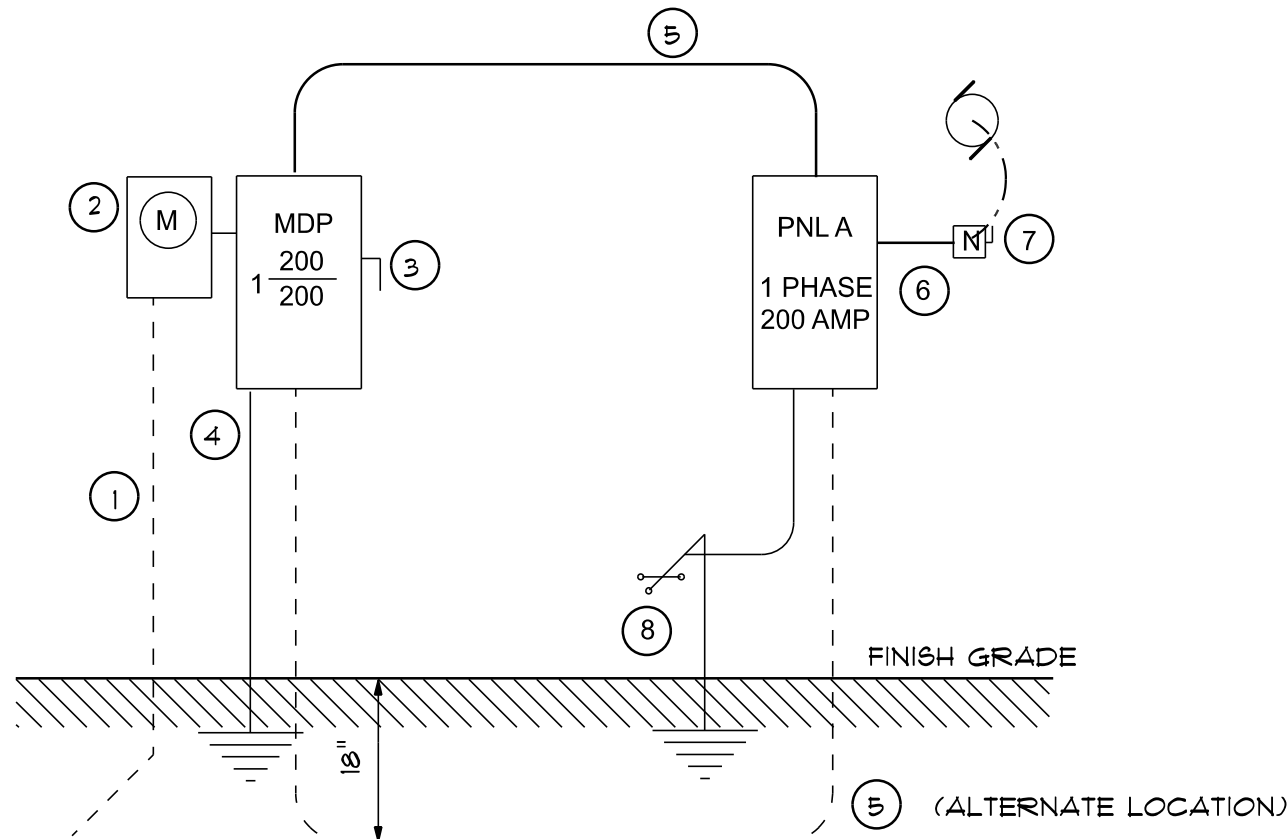 5
2
M
MDP
1 200
200
3
PNL A
1 PHASE
200 AMP
N
7
6
4
1
8
FINISH GRADE
18"
5 (ALTERNATE LOCATION)